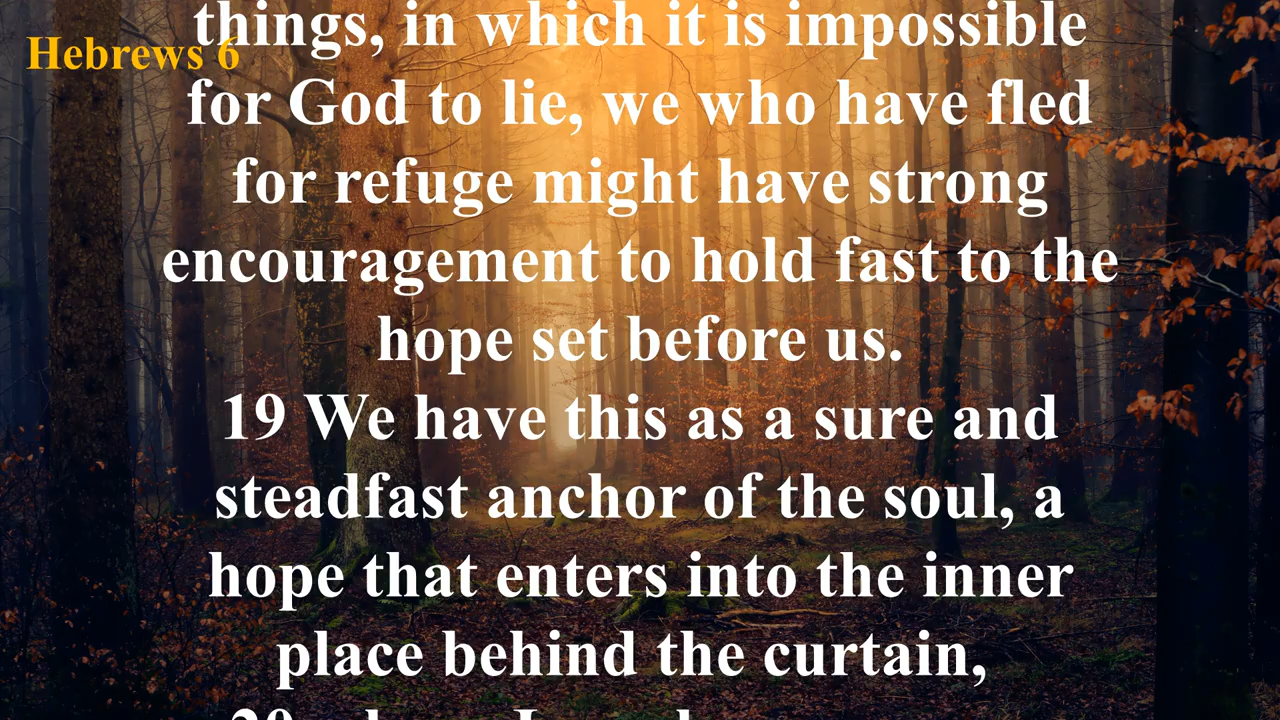 things, in which it is impossible
Hebrews 6
for God to lie, we who have fled
for refuge might have strong
encouragement to hold fast to the
hope set before us.
19 We have this as a sure and
steadfast anchor of the soul, a
hope that enters into the inner
place behind the curtain,